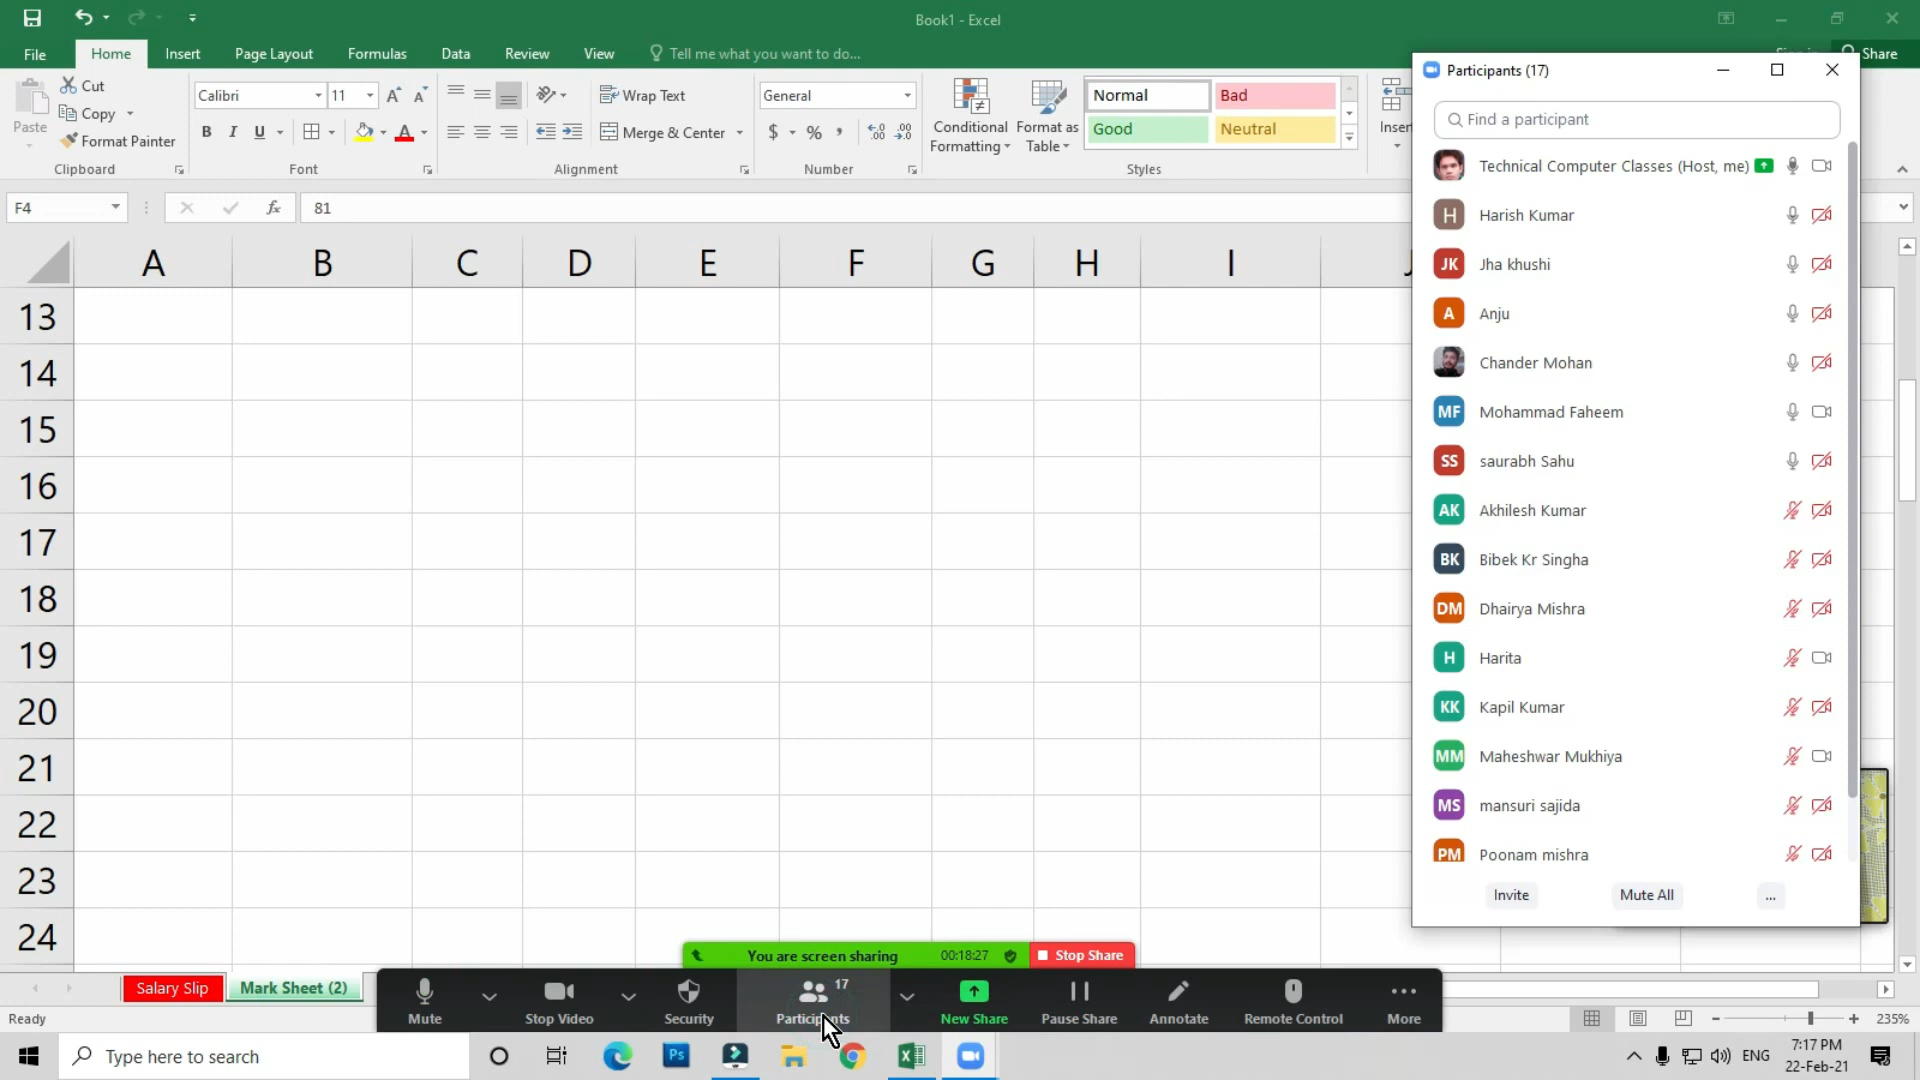 Book1 - Excel
File Home Insert Page Layout Formulas Data Review View Tell me what you want to do... Share
Paste
Cut
Copy
Format Painter
Clipboard
Calibri 11
B I U A
Font
Wrap Text
Merge & Center
Alignment
General
$ % ,
Number
Conditional
Formatting
Format as
Table
Normal Bad
Good Neutral
Styles
Insert
F4 fx 81
A B C D E F G H I
13
14
15
16
17
18
19
20
21
22
23
24
Participants (17)
Find a participant
Technical Computer Classes (Host, me)
H Harish Kumar
JK Jha khushi
A Anju
Chander Mohan
MF Mohammad Faheem
SS saurabh Sahu
AK Akhilesh Kumar
BK Bibek Kr Singha
DM Dhairya Mishra
H Harita
KK Kapil Kumar
MM Maheshwar Mukhiya
MS mansuri sajida
PM Poonam mishra
Invite Mute All ...
You are screen sharing 00:18:27 Stop Share
Salary Slip Mark Sheet (2)
Mute Stop Video Security Participants 17 New Share Pause Share Annotate Remote Control More
Ready 235%
Type here to search Ps ENG 7:17 PM
22-Feb-21